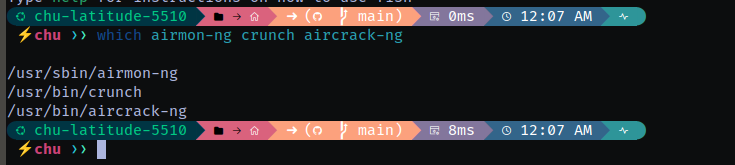 Type help for instructions on how to use fish
chu-latitude-5510 → ➜ ( main) 0ms 12:07 AM
⚡chu ❯❯ which airmon-ng crunch aircrack-ng
/usr/sbin/airmon-ng
/usr/bin/crunch
/usr/bin/aircrack-ng
chu-latitude-5510 → ➜ ( main) 8ms 12:07 AM
⚡chu ❯❯